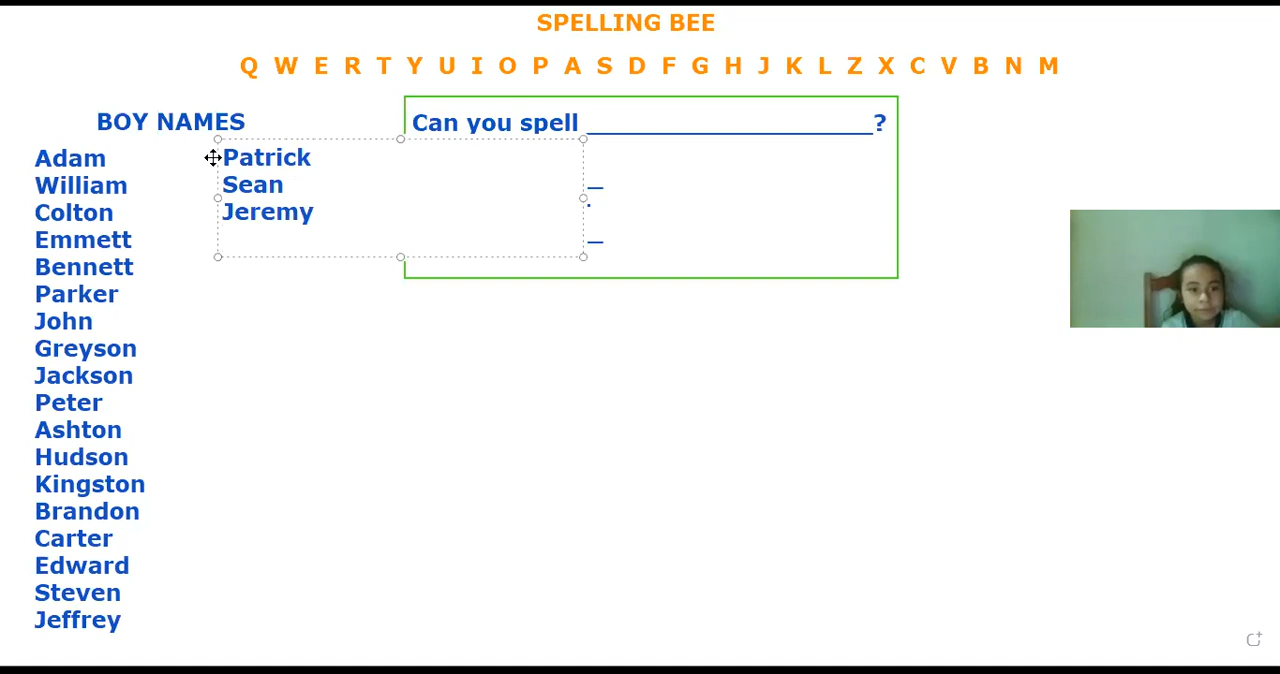 SPELLING BEE
Q W E R T Y U I O P A S D F G H J K L Z X C V B N M
BOY NAMES
Adam
William
Colton
Emmett
Bennett
Parker
John
Greyson
Jackson
Peter
Ashton
Hudson
Kingston
Brandon
Carter
Edward
Steven
Jeffrey
Patrick
Sean
Jeremy
Can you spell ______________________?